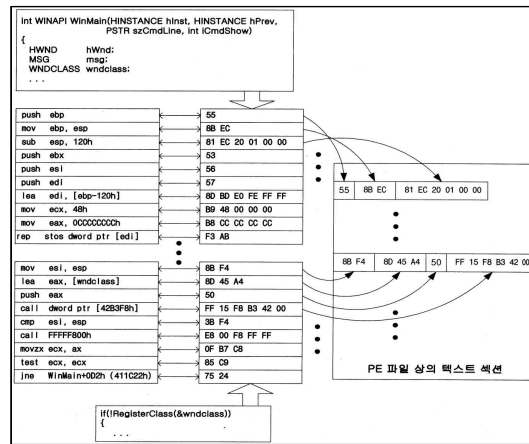 int WINAPI WinMain(HINSTANCE hInst, HINSTANCE hPrev,
PSTR szCmdLine, int iCmdShow)
{
HWND hWnd;
MSG msg;
WNDCLASS wndclass;
...
push ebp
55
mov ebp, esp
8B EC
sub esp, 120h
81 EC 20 01 00 00
push ebx
53
push esi
56
push edi
57
lea edi, [ebp-120h]
8D BD E0 FE FF FF
mov ecx, 48h
B9 48 00 00 00
mov eax, 0CCCCCCCCh
B8 CC CC CC CC
rep stos dword ptr [edi]
F3 AB
55 8B EC 81 EC 20 01 00 00
mov esi, esp
8B F4
lea eax, [wndclass]
8D 45 A4
push eax
50
call dword ptr [42B3F8h]
FF 15 F8 B3 42 00
cmp esi, esp
3B F4
call FFFFF800h
E8 00 F8 FF FF
movzx ecx, ax
0F B7 C8
test ecx, ecx
85 C9
jne WinMain+0D2h (411C22h)
75 24
8B F4 8D 45 A4 50 FF 15 F8 B3 42 00
PE 파일 상의 텍스트 섹션
if(!RegisterClass(&wndclass))
{
...